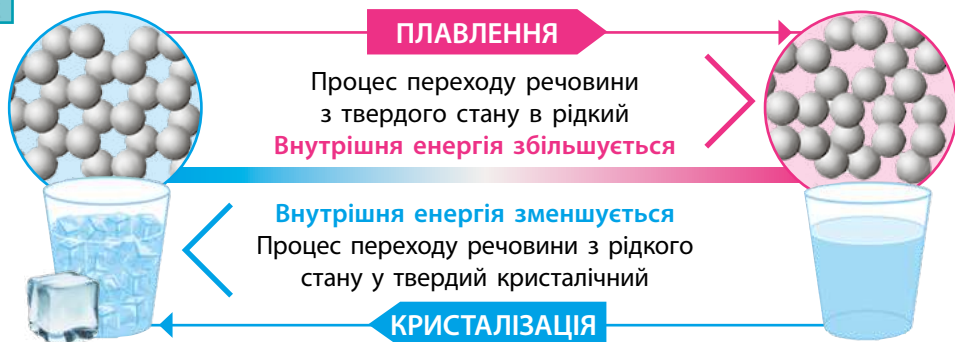 ПЛАВЛЕННЯ
Процес переходу речовини
з твердого стану в рідкий
Внутрішня енергія збільшується
Внутрішня енергія зменшується
Процес переходу речовини з рідкого
стану у твердий кристалічний
КРИСТАЛІЗАЦІЯ